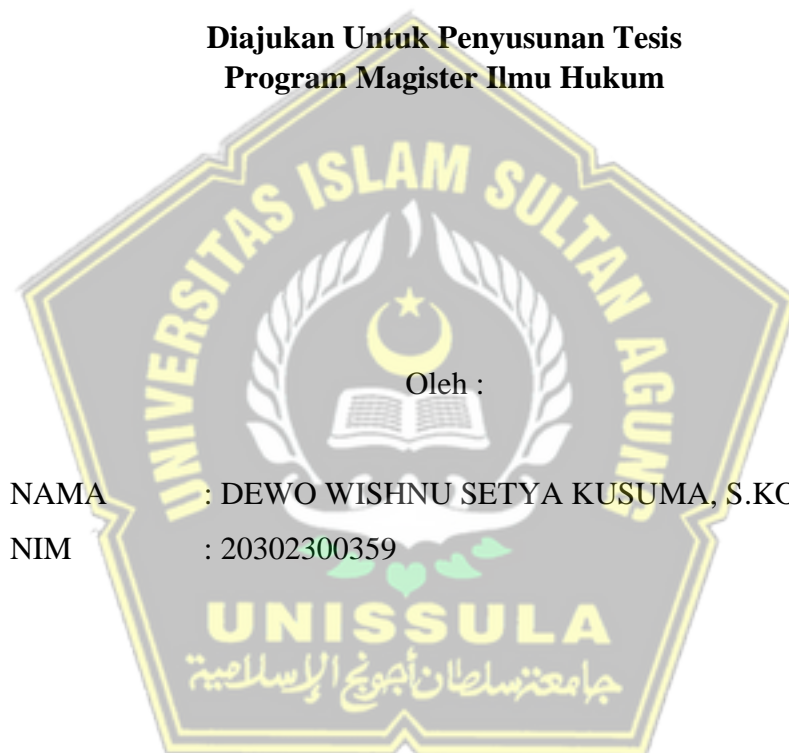 Diajukan Untuk Penyusunan Tesis
Program Magister Ilmu Hukum
UNIVERSITAS ISLAM SULTAN AGUNG
Oleh :
NAMA : DEWO WISHNU SETYA KUSUMA, S.KO
NIM : 20302300359
UNISSULA
جامعة سلطان أجونج الإسلامية